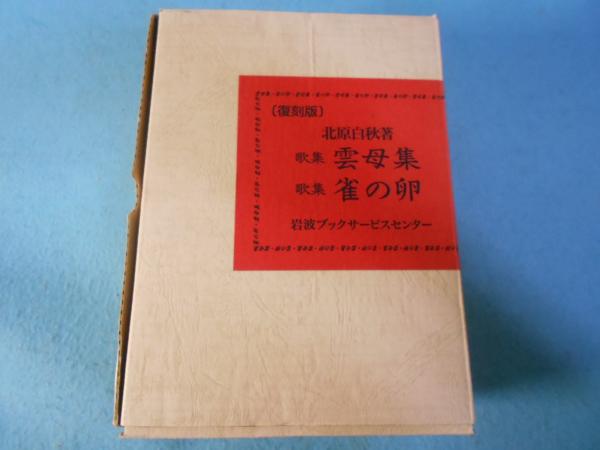 〔復刻版〕
北原白秋著
歌集 雲母集
歌集 雀の卵
岩波ブックサービスセンター